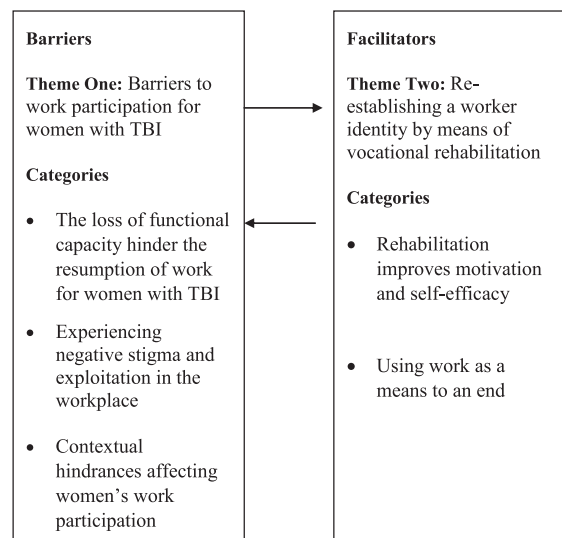 Barriers
Theme One: Barriers to
work participation for
women with TBI
Categories
• The loss of functional
capacity hinder the
resumption of work
for women with TBI
• Experiencing
negative stigma and
exploitation in the
workplace
• Contextual
hindrances affecting
women's work
participation
Facilitators
Theme Two: Re-
establishing a worker
identity by means of
vocational rehabilitation
Categories
• Rehabilitation
improves motivation
and self-efficacy
• Using work as a
means to an end